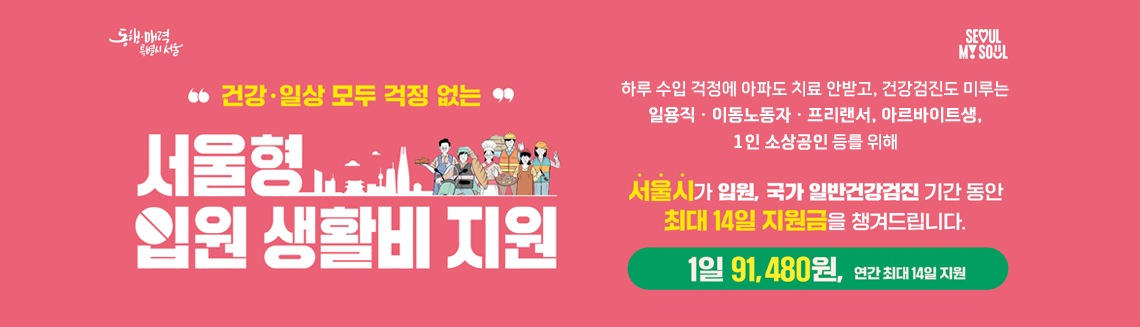 동행·매력
특별시 서울
SEOUL
MY SOUL
❝ 건강·일상 모두 걱정 없는 ❞
서울형
입원 생활비 지원
하루 수입 걱정에 아파도 치료 안받고, 건강검진도 미루는
일용직 · 이동노동자 · 프리랜서, 아르바이트생,
1인 소상공인 등를 위해
서울시가 입원, 국가 일반건강검진 기간 동안
최대 14일 지원금을 챙겨드립니다.
1일 91,480원, 연간 최대 14일 지원